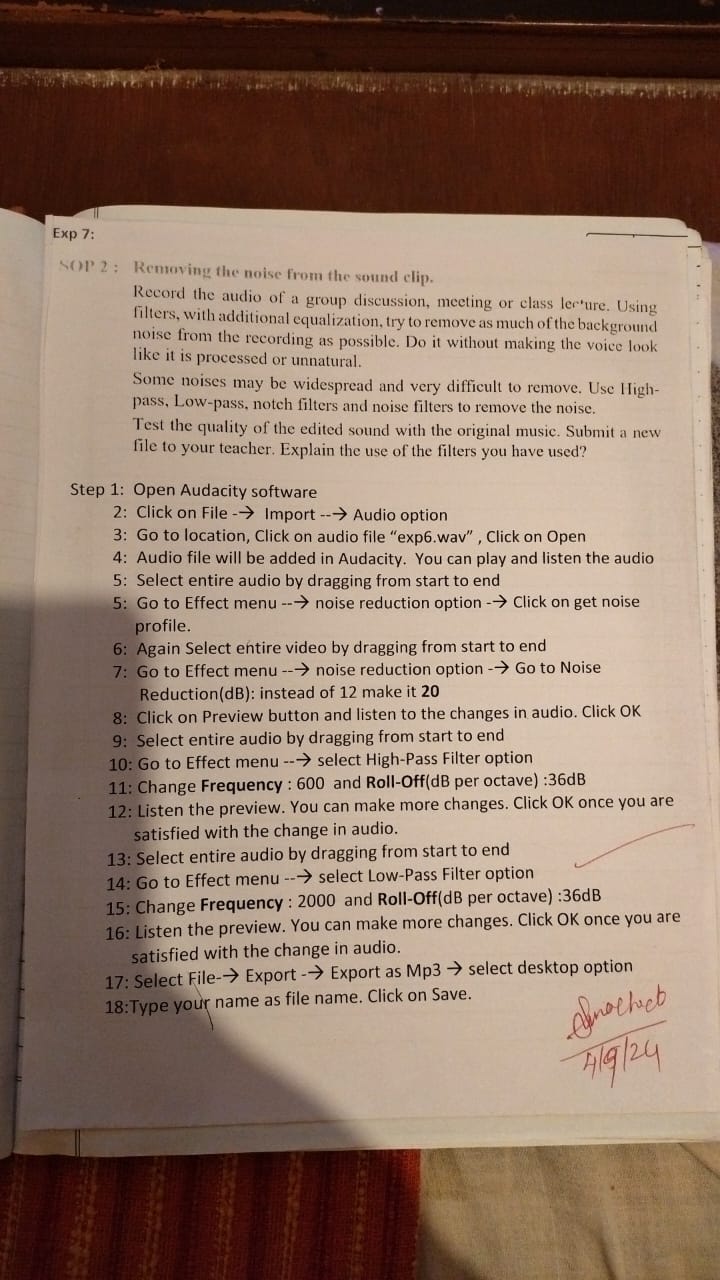 Exp 7:
SOP 2 : Removing the noise from the sound clip.
Record the audio of a group discussion, meeting or class lecture. Using
filters, with additional equalization, try to remove as much of the background
noise from the recording as possible. Do it without making the voice look
like it is processed or unnatural.
Some noises may be widespread and very difficult to remove. Use High-
pass, Low-pass, notch filters and noise filters to remove the noise.
Test the quality of the edited sound with the original music. Submit a new
file to your teacher. Explain the use of the filters you have used?
Step 1: Open Audacity software
2: Click on File -→ Import --→ Audio option
3: Go to location, Click on audio file “exp6.wav” , Click on Open
4: Audio file will be added in Audacity. You can play and listen the audio
5: Select entire audio by dragging from start to end
5: Go to Effect menu --→ noise reduction option -→ Click on get noise
profile.
6: Again Select entire video by dragging from start to end
7: Go to Effect menu --→ noise reduction option -→ Go to Noise
Reduction(dB): instead of 12 make it 20
8: Click on Preview button and listen to the changes in audio. Click OK
9: Select entire audio by dragging from start to end
10: Go to Effect menu --→ select High-Pass Filter option
11: Change Frequency : 600 and Roll-Off(dB per octave) :36dB
12: Listen the preview. You can make more changes. Click OK once you are
satisfied with the change in audio.
13: Select entire audio by dragging from start to end
14: Go to Effect menu --→ select Low-Pass Filter option
15: Change Frequency : 2000 and Roll-Off(dB per octave) :36dB
16: Listen the preview. You can make more changes. Click OK once you are
satisfied with the change in audio.
17: Select File-→ Export -→ Export as Mp3 → select desktop option
18:Type your name as file name. Click on Save.
4/9/24